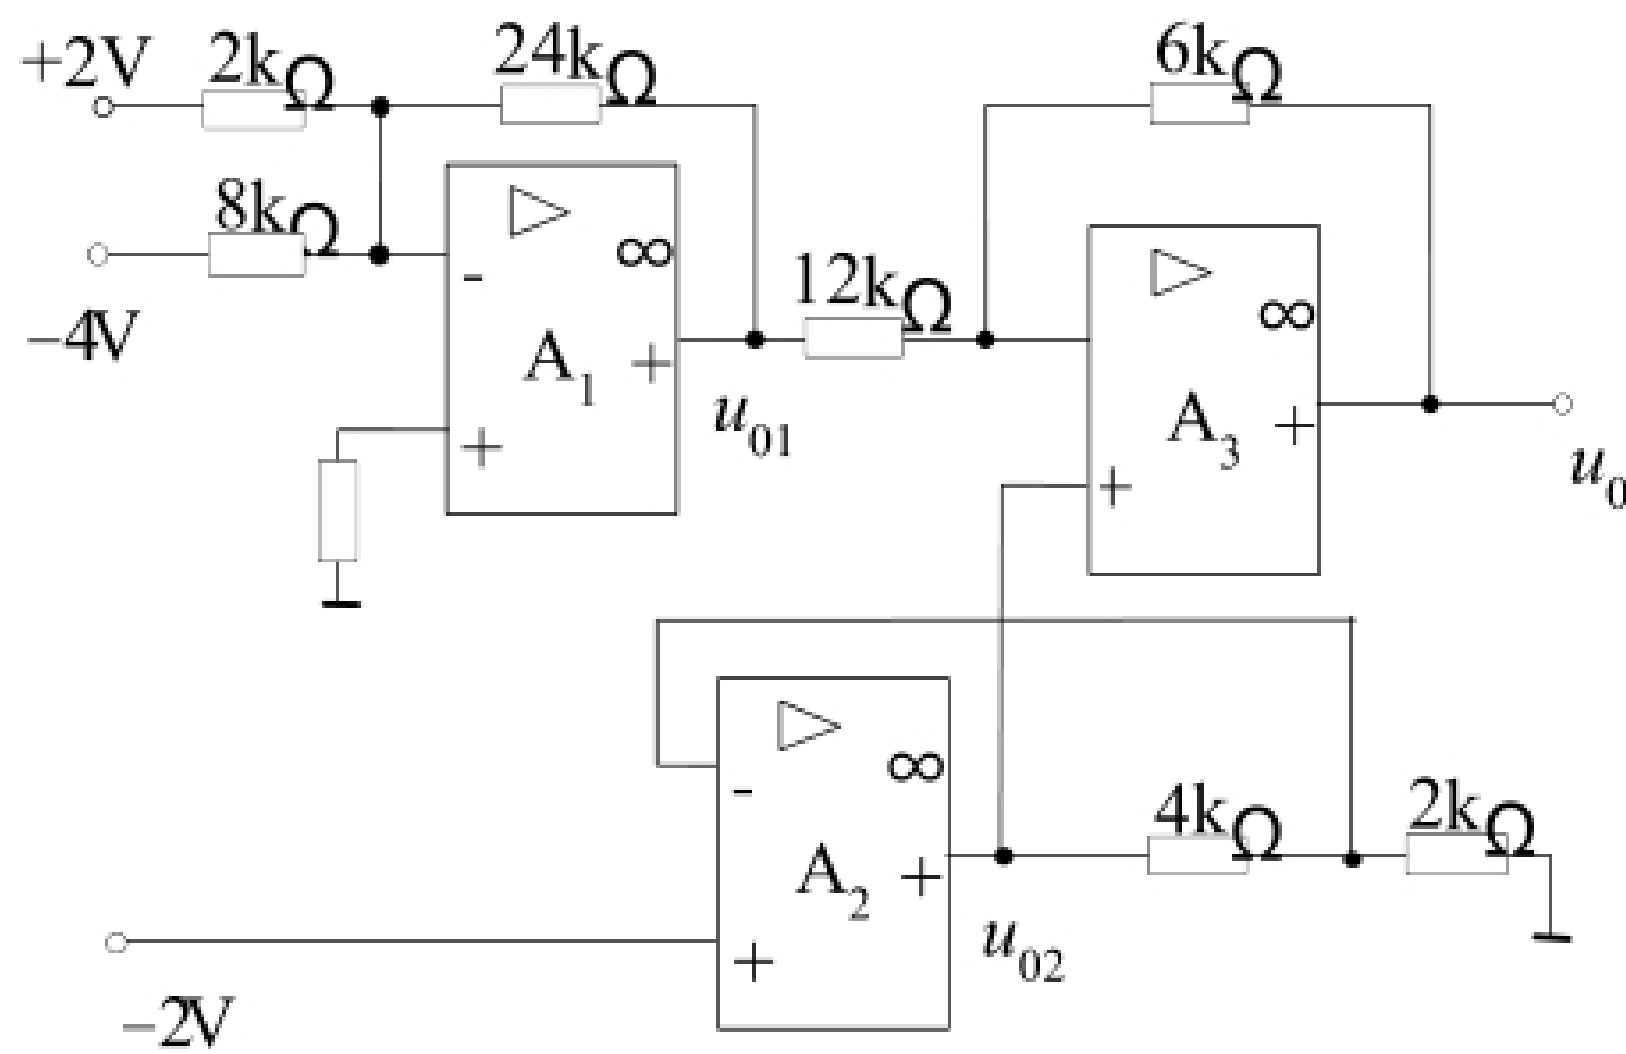 +2V
2kΩ
24kΩ
6kΩ
8kΩ
−4V
▷
∞
-
A1
+
+
u01
12kΩ
▷
∞
A3
+
+
u0
▷
∞
-
A2
+
+
u02
4kΩ
2kΩ
−2V